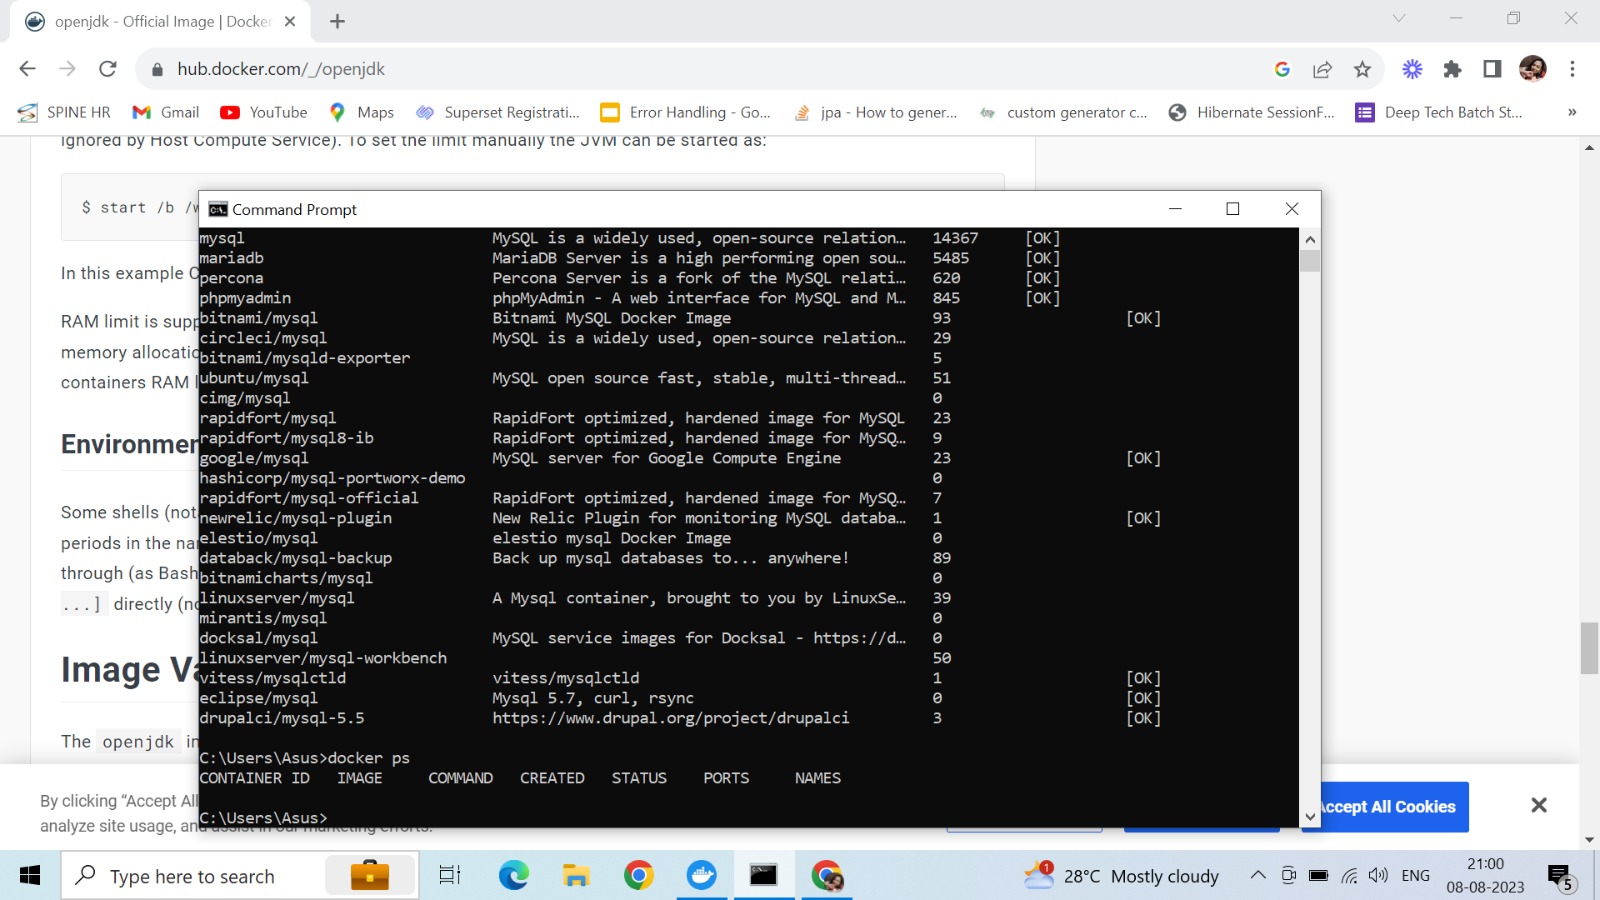 openjdk - Official Image | Docker
hub.docker.com/_/openjdk
SPINE HR
Gmail
YouTube
Maps
Superset Registrati...
Error Handling - Go...
jpa - How to gener...
custom generator c...
Hibernate SessionF...
Deep Tech Batch St...
»
ignored by Host Compute Service). To set the limit manually the JVM can be started as:
$ start /b /w
In this example C
RAM limit is supp
memory allocatio
containers RAM l
Environmen
Some shells (not
periods in the na
through (as Bash
...] directly (no
Image Va
The openjdk im
Command Prompt
mysql MySQL is a widely used, open-source relation… 14367 [OK]
mariadb MariaDB Server is a high performing open sou… 5485 [OK]
percona Percona Server is a fork of the MySQL relati… 620 [OK]
phpmyadmin phpMyAdmin - A web interface for MySQL and M… 845 [OK]
bitnami/mysql Bitnami MySQL Docker Image 93 [OK]
circleci/mysql MySQL is a widely used, open-source relation… 29
bitnami/mysqld-exporter 5
ubuntu/mysql MySQL open source fast, stable, multi-thread… 51
cimg/mysql 0
rapidfort/mysql RapidFort optimized, hardened image for MySQL 23
rapidfort/mysql8-ib RapidFort optimized, hardened image for MySQ… 9
google/mysql MySQL server for Google Compute Engine 23 [OK]
hashicorp/mysql-portworx-demo 0
rapidfort/mysql-official RapidFort optimized, hardened image for MySQ… 7
newrelic/mysql-plugin New Relic Plugin for monitoring MySQL databa… 1 [OK]
elestio/mysql elestio mysql Docker Image 0
databack/mysql-backup Back up mysql databases to... anywhere! 89
bitnamicharts/mysql 0
linuxserver/mysql A Mysql container, brought to you by LinuxSe… 39
mirantis/mysql 0
docksal/mysql MySQL service images for Docksal - https://d… 0
linuxserver/mysql-workbench 50
vitess/mysqlctld vitess/mysqlctld 1 [OK]
eclipse/mysql Mysql 5.7, curl, rsync 0 [OK]
drupalci/mysql-5.5 https://www.drupal.org/project/drupalci 3 [OK]
C:\Users\Asus>docker ps
CONTAINER ID IMAGE COMMAND CREATED STATUS PORTS NAMES
C:\Users\Asus>
By clicking “Accept All
analyze site usage, and assist in our marketing efforts.
Accept All Cookies
Type here to search
1
28°C Mostly cloudy
ENG
21:00
08-08-2023
5